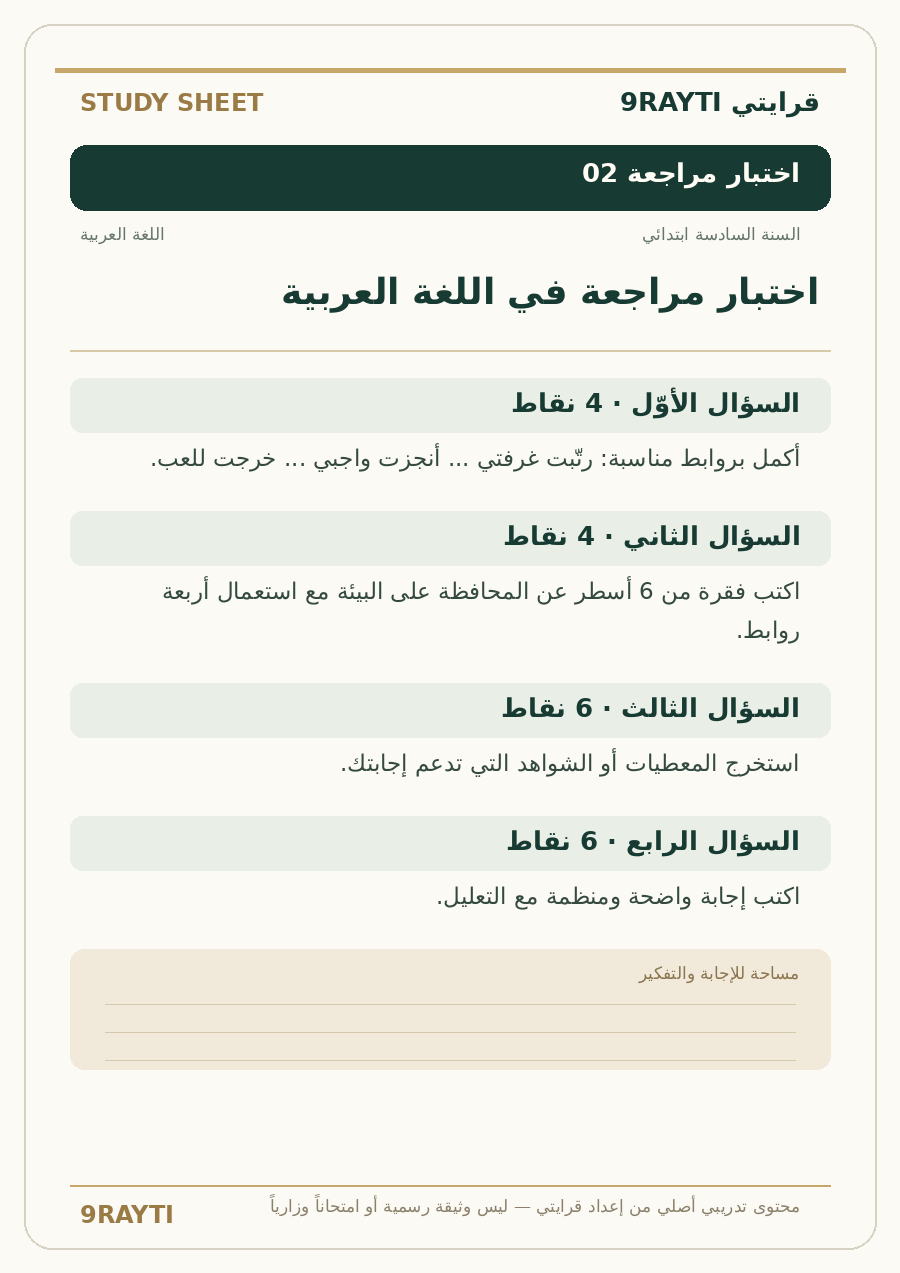 قرايتي 9RAYTI
STUDY SHEET
اختبار مراجعة 02
السنة السادسة ابتدائي
اللغة العربية
اختبار مراجعة في اللغة العربية
السؤال الأوّل · 4 نقاط
أكمل بروابط مناسبة: رتّبت غرفتي ... أنجزت واجبي ... خرجت للعب.
السؤال الثاني · 4 نقاط
اكتب فقرة من 6 أسطر عن المحافظة على البيئة مع استعمال أربعة
روابط.
السؤال الثالث · 6 نقاط
استخرج المعطيات أو الشواهد التي تدعم إجابتك.
السؤال الرابع · 6 نقاط
اكتب إجابة واضحة ومنظمة مع التعليل.
مساحة للإجابة والتفكير
محتوى تدريبي أصلي من إعداد قرايتي — ليس وثيقة رسمية أو امتحاناً وزارياً
9RAYTI